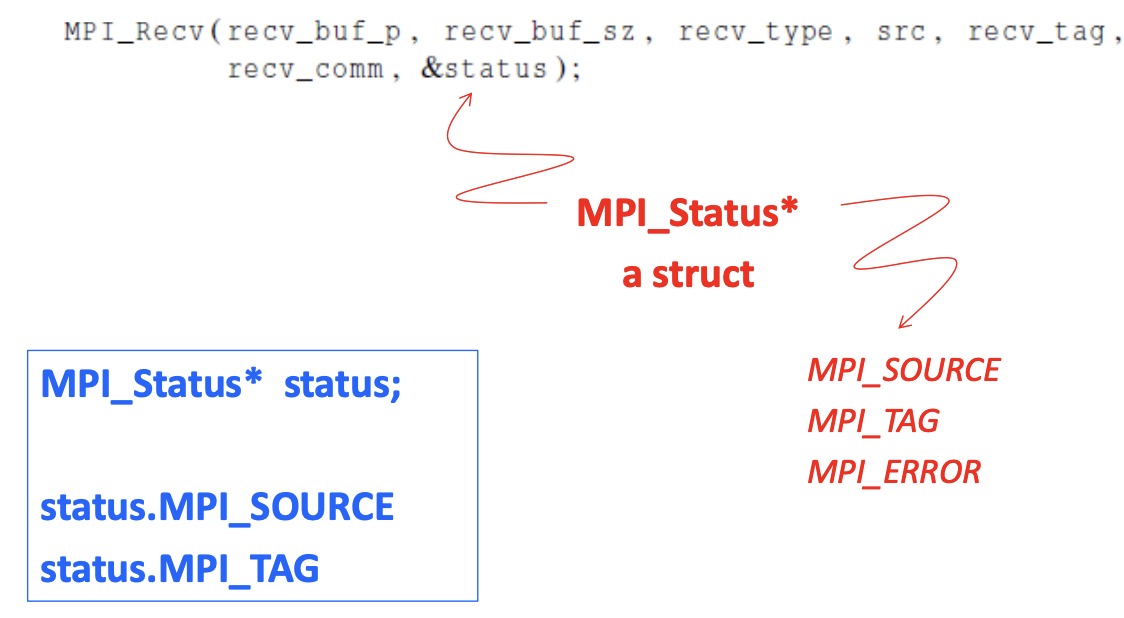 MPI_Recv(recv_buf_p, recv_buf_sz, recv_type, src, recv_tag,
recv_comm, &status);
MPI_Status*
a struct
MPI_SOURCE
MPI_TAG
MPI_ERROR
MPI_Status* status;
status.MPI_SOURCE
status.MPI_TAG